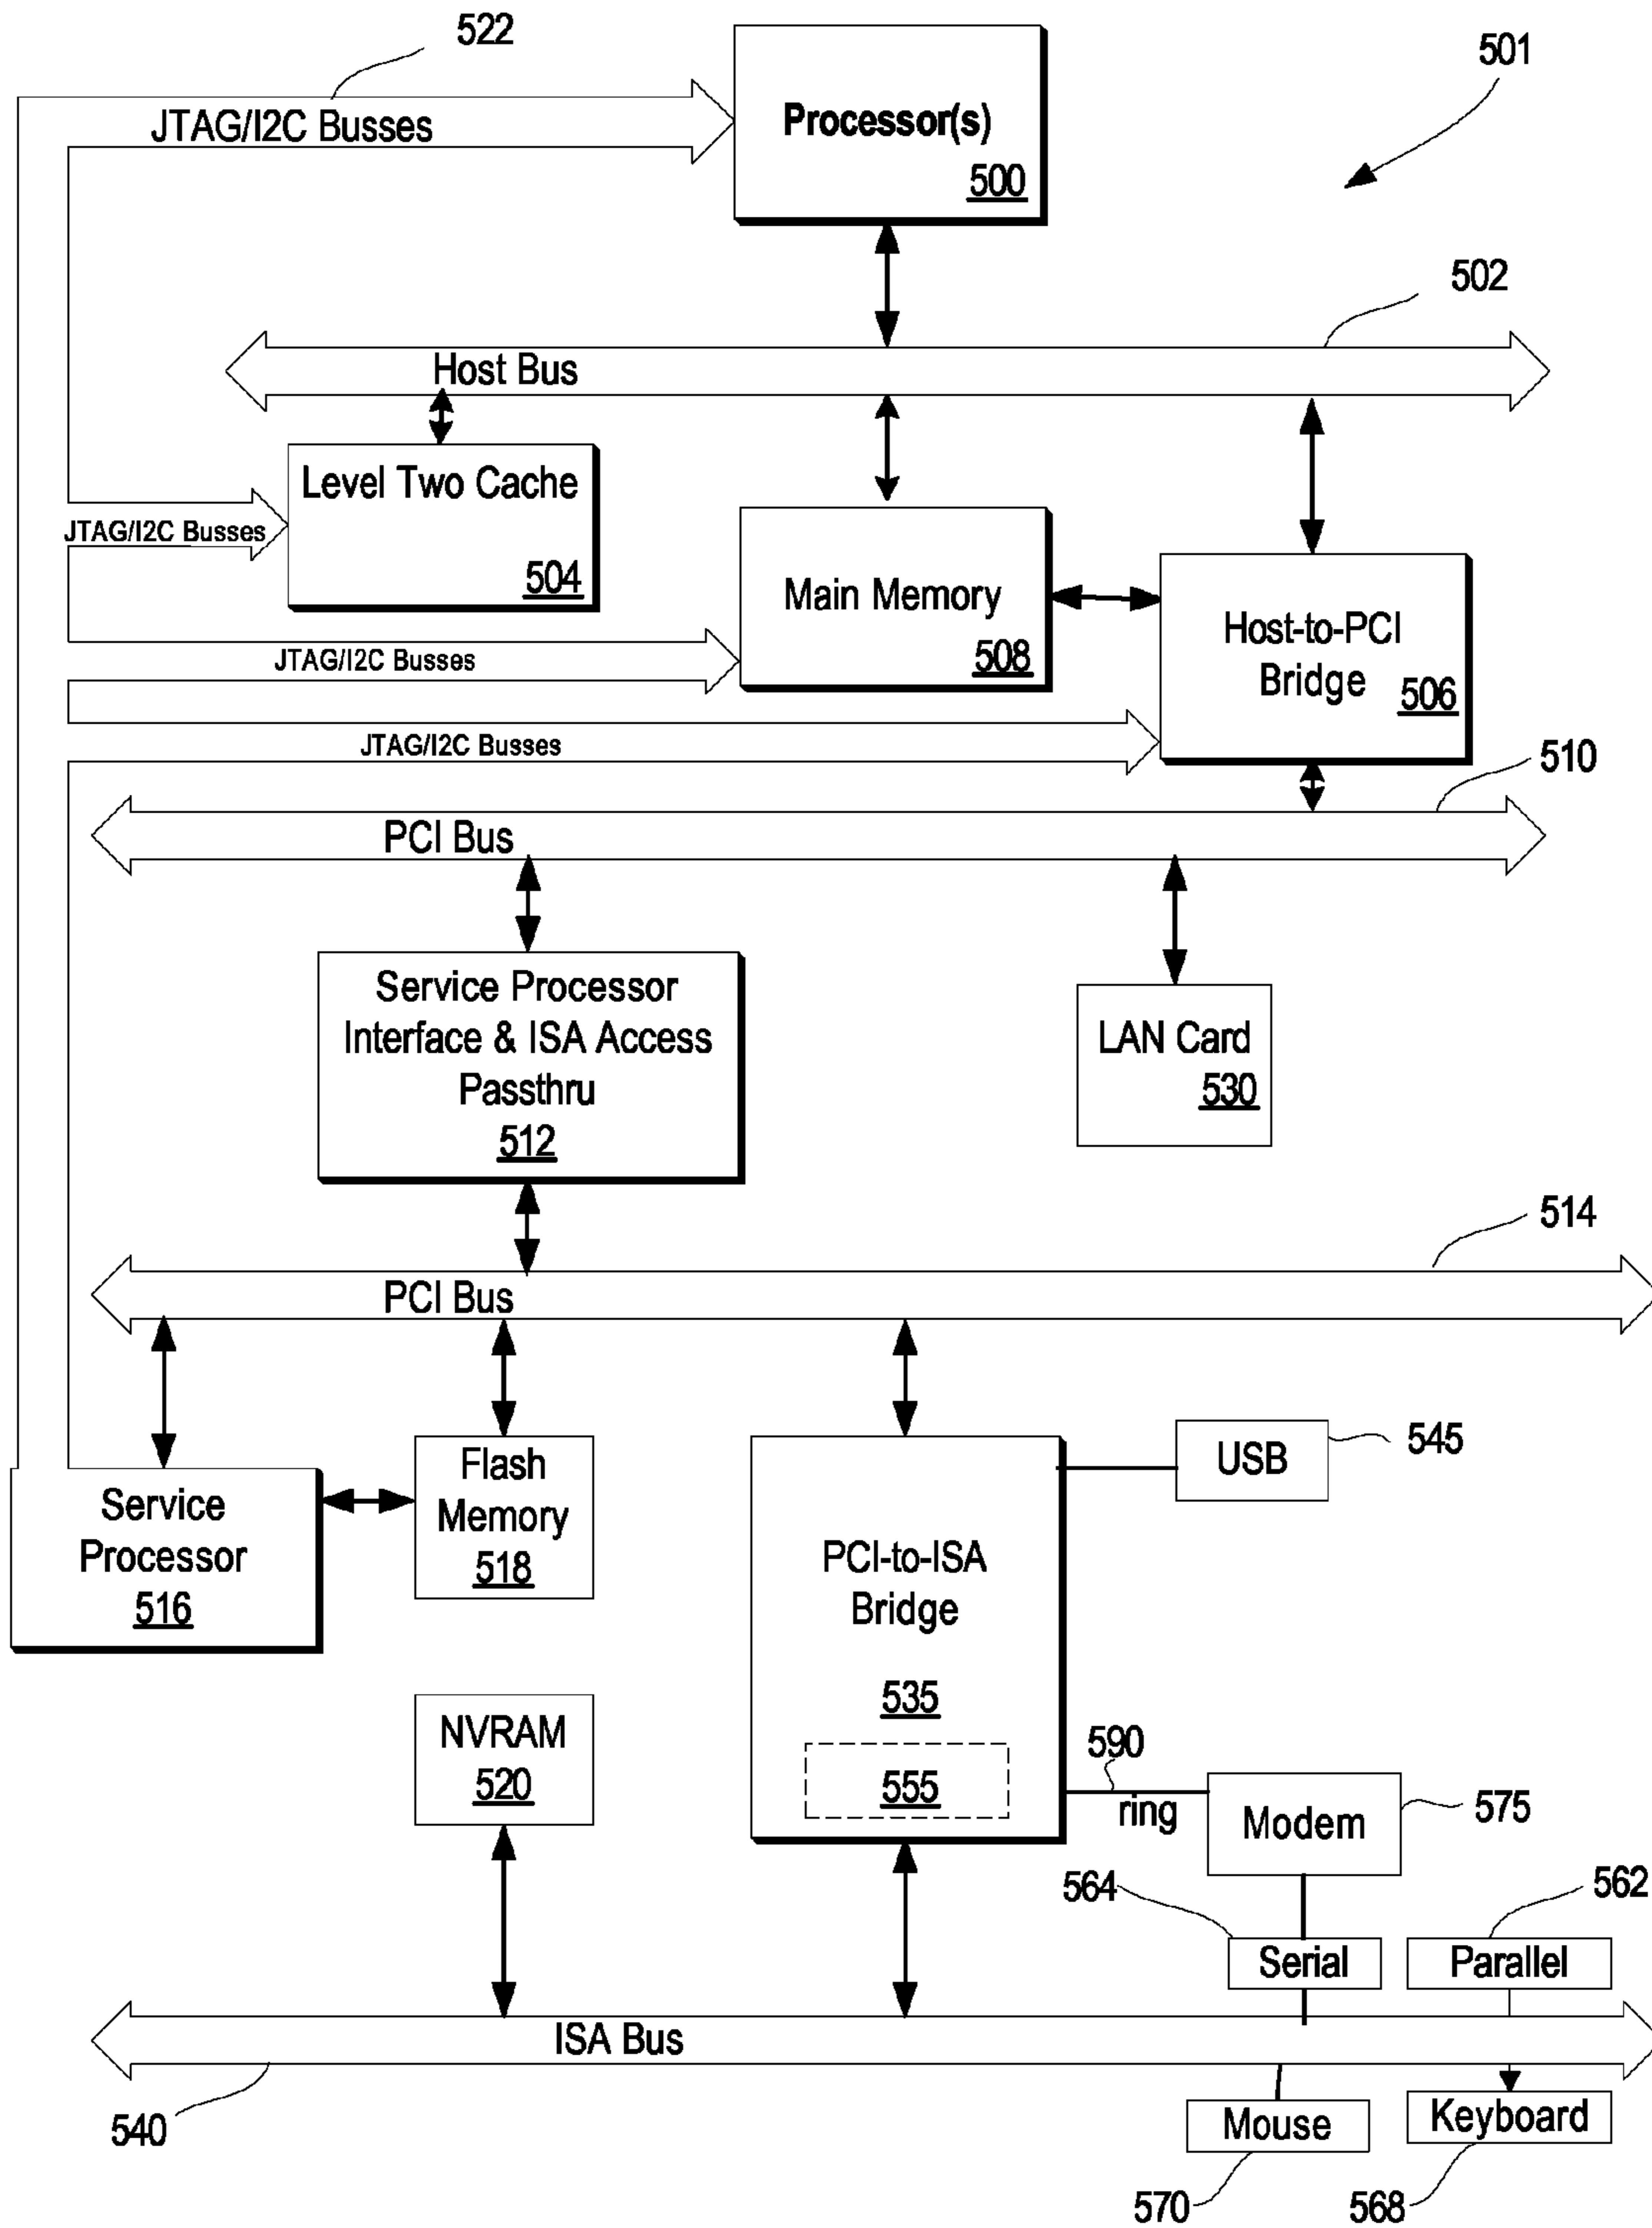 522
501
JTAG/I2C Busses
Processor(s)
500
502
Host Bus
Level Two Cache
504
JTAG/I2C Busses
Main Memory
508
Host-to-PCI
Bridge
506
JTAG/I2C Busses
JTAG/I2C Busses
510
PCI Bus
Service Processor
Interface & ISA Access
Passthru
512
LAN Card
530
514
PCI Bus
Service
Processor
516
Flash
Memory
518
USB
545
PCI-to-ISA
Bridge
535
555
NVRAM
520
590
ring
Modem
575
564
562
Serial
Parallel
ISA Bus
540
Mouse
Keyboard
570
568